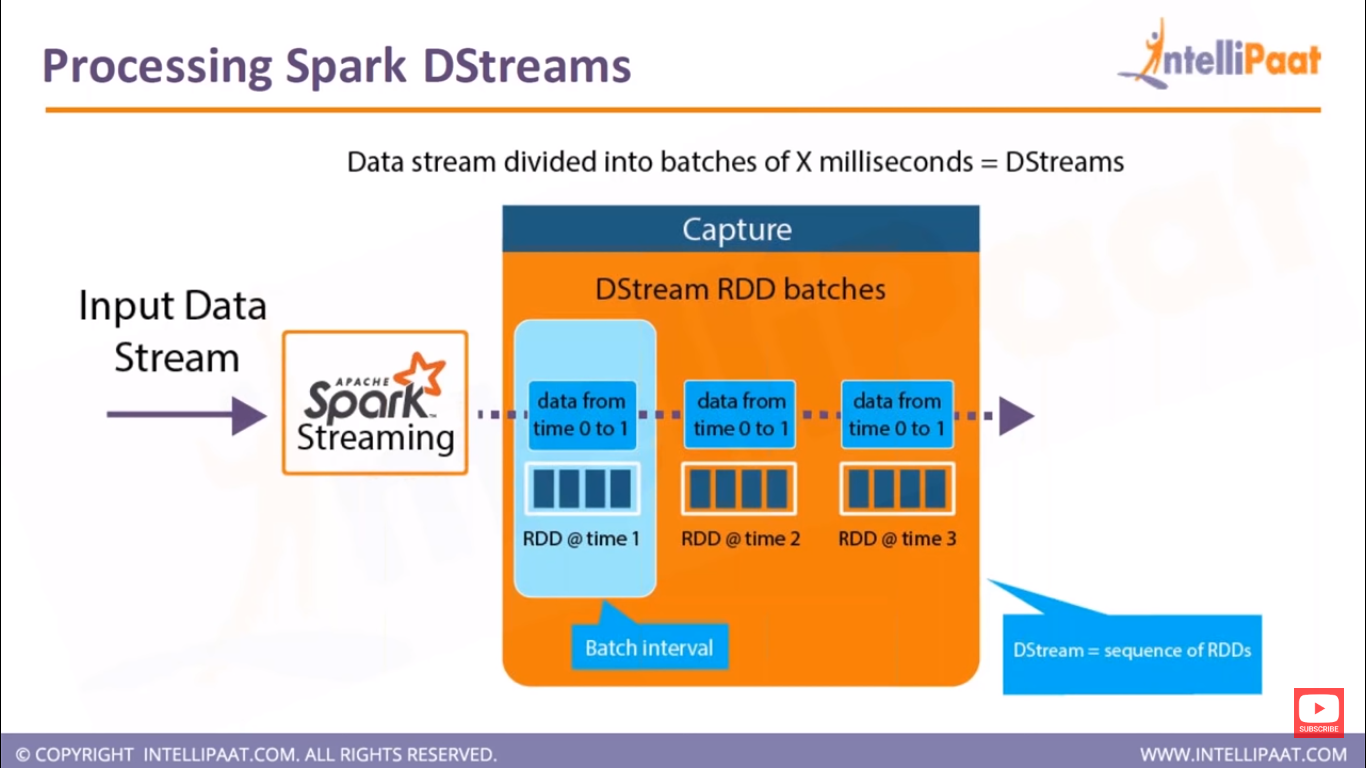 Processing Spark DStreams
IntelliPaat
Data stream divided into batches of X milliseconds = DStreams
Capture
DStream RDD batches
Input Data
Stream
APACHE
Spark™
Streaming
data from
time 0 to 1
data from
time 0 to 1
data from
time 0 to 1
RDD @ time 1
RDD @ time 2
RDD @ time 3
Batch interval
DStream = sequence of RDDs
SUBSCRIBE
© COPYRIGHT INTELLIPAAT.COM. ALL RIGHTS RESERVED.
WWW.INTELLIPAAT.COM